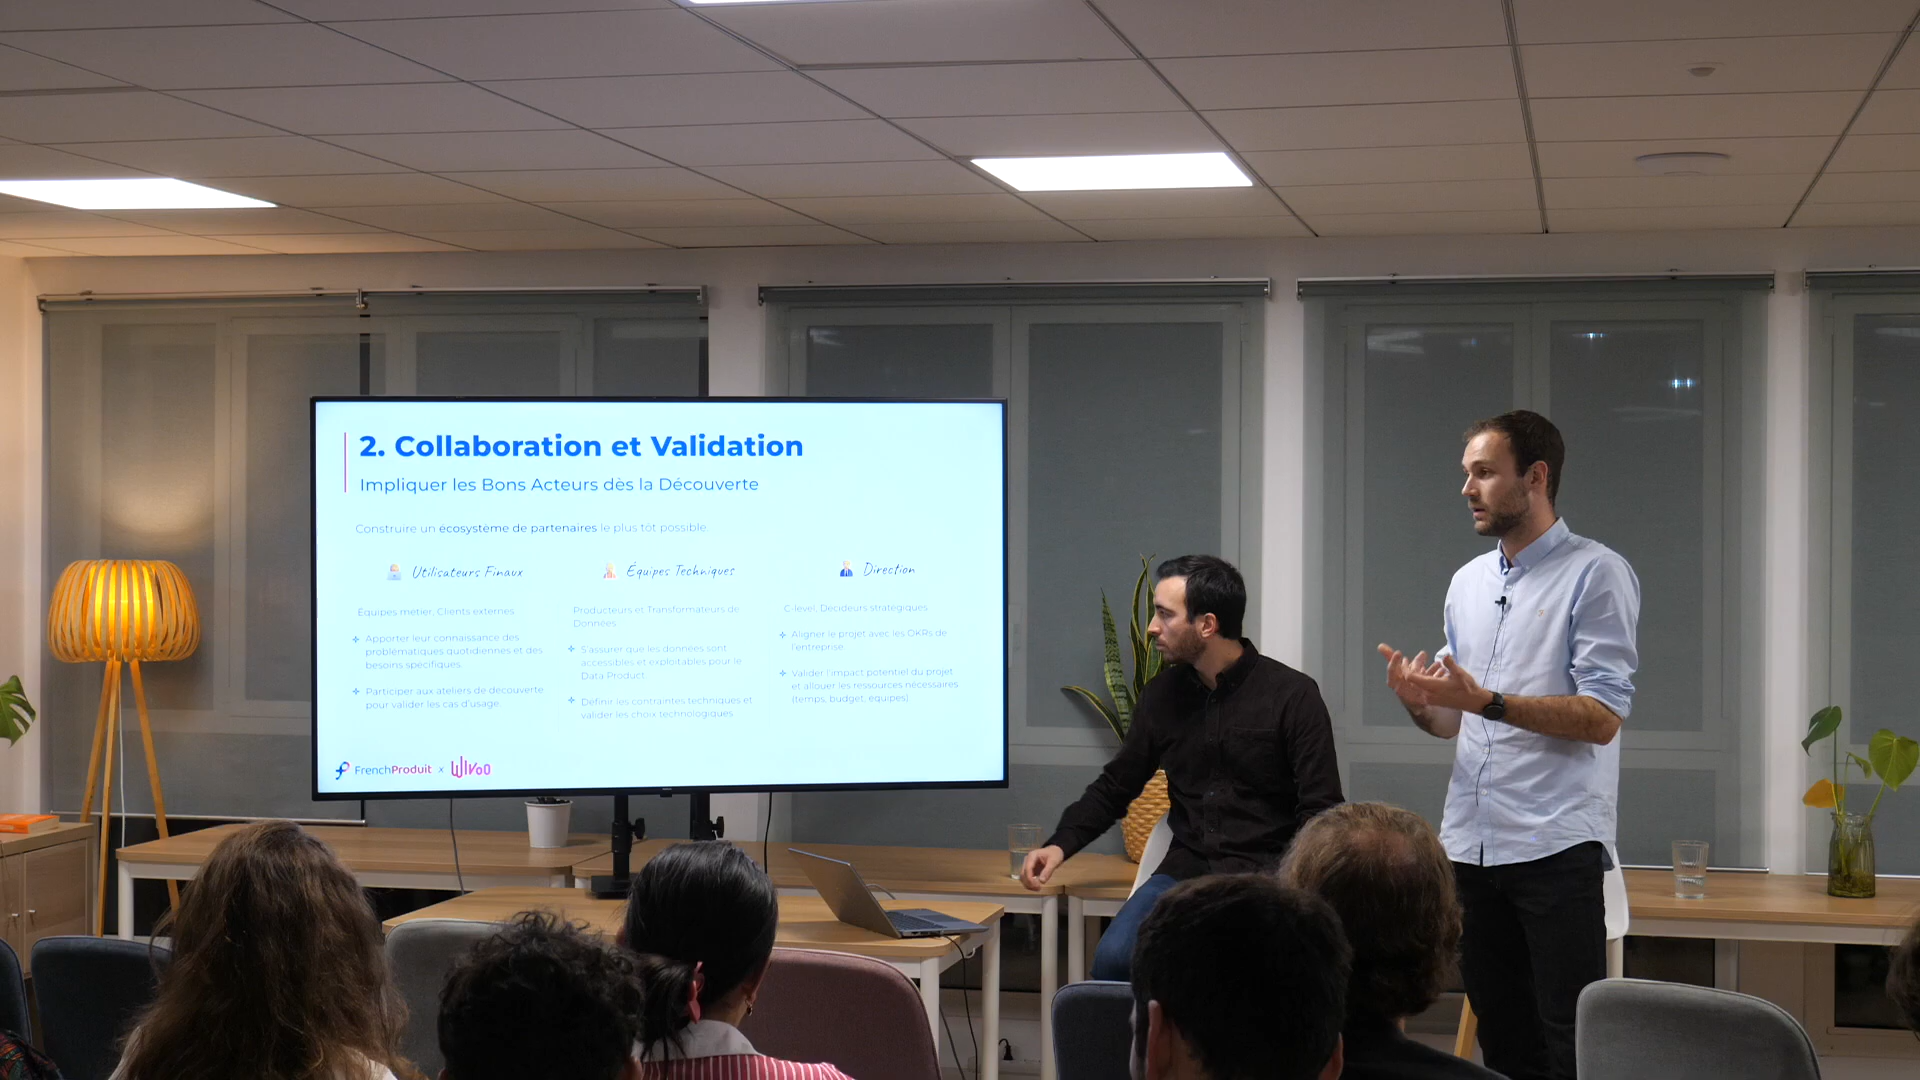 2. Collaboration et Validation
Impliquer les Bons Acteurs dès la Découverte
Construire un écosystème de partenaires le plus tôt possible.
Utilisateurs Finaux
Équipes métier, Clients externes
Apporter leur connaissance des
problématiques quotidiennes et des
besoins spécifiques.
Participer aux ateliers de découverte
pour valider les cas d'usage.
Équipes Techniques
Producteurs et Transformateurs de
Données
S'assurer que les données sont
accessibles et exploitables pour le
Data Product.
Définir les contraintes techniques et
valider les choix technologiques.
Direction
C-level, Décideurs stratégiques
Aligner le projet avec les OKRs de
l'entreprise.
Valider l'impact potentiel du projet
et allouer les ressources nécessaires
(temps, budget, équipes).
FrenchProduit x WIVOO